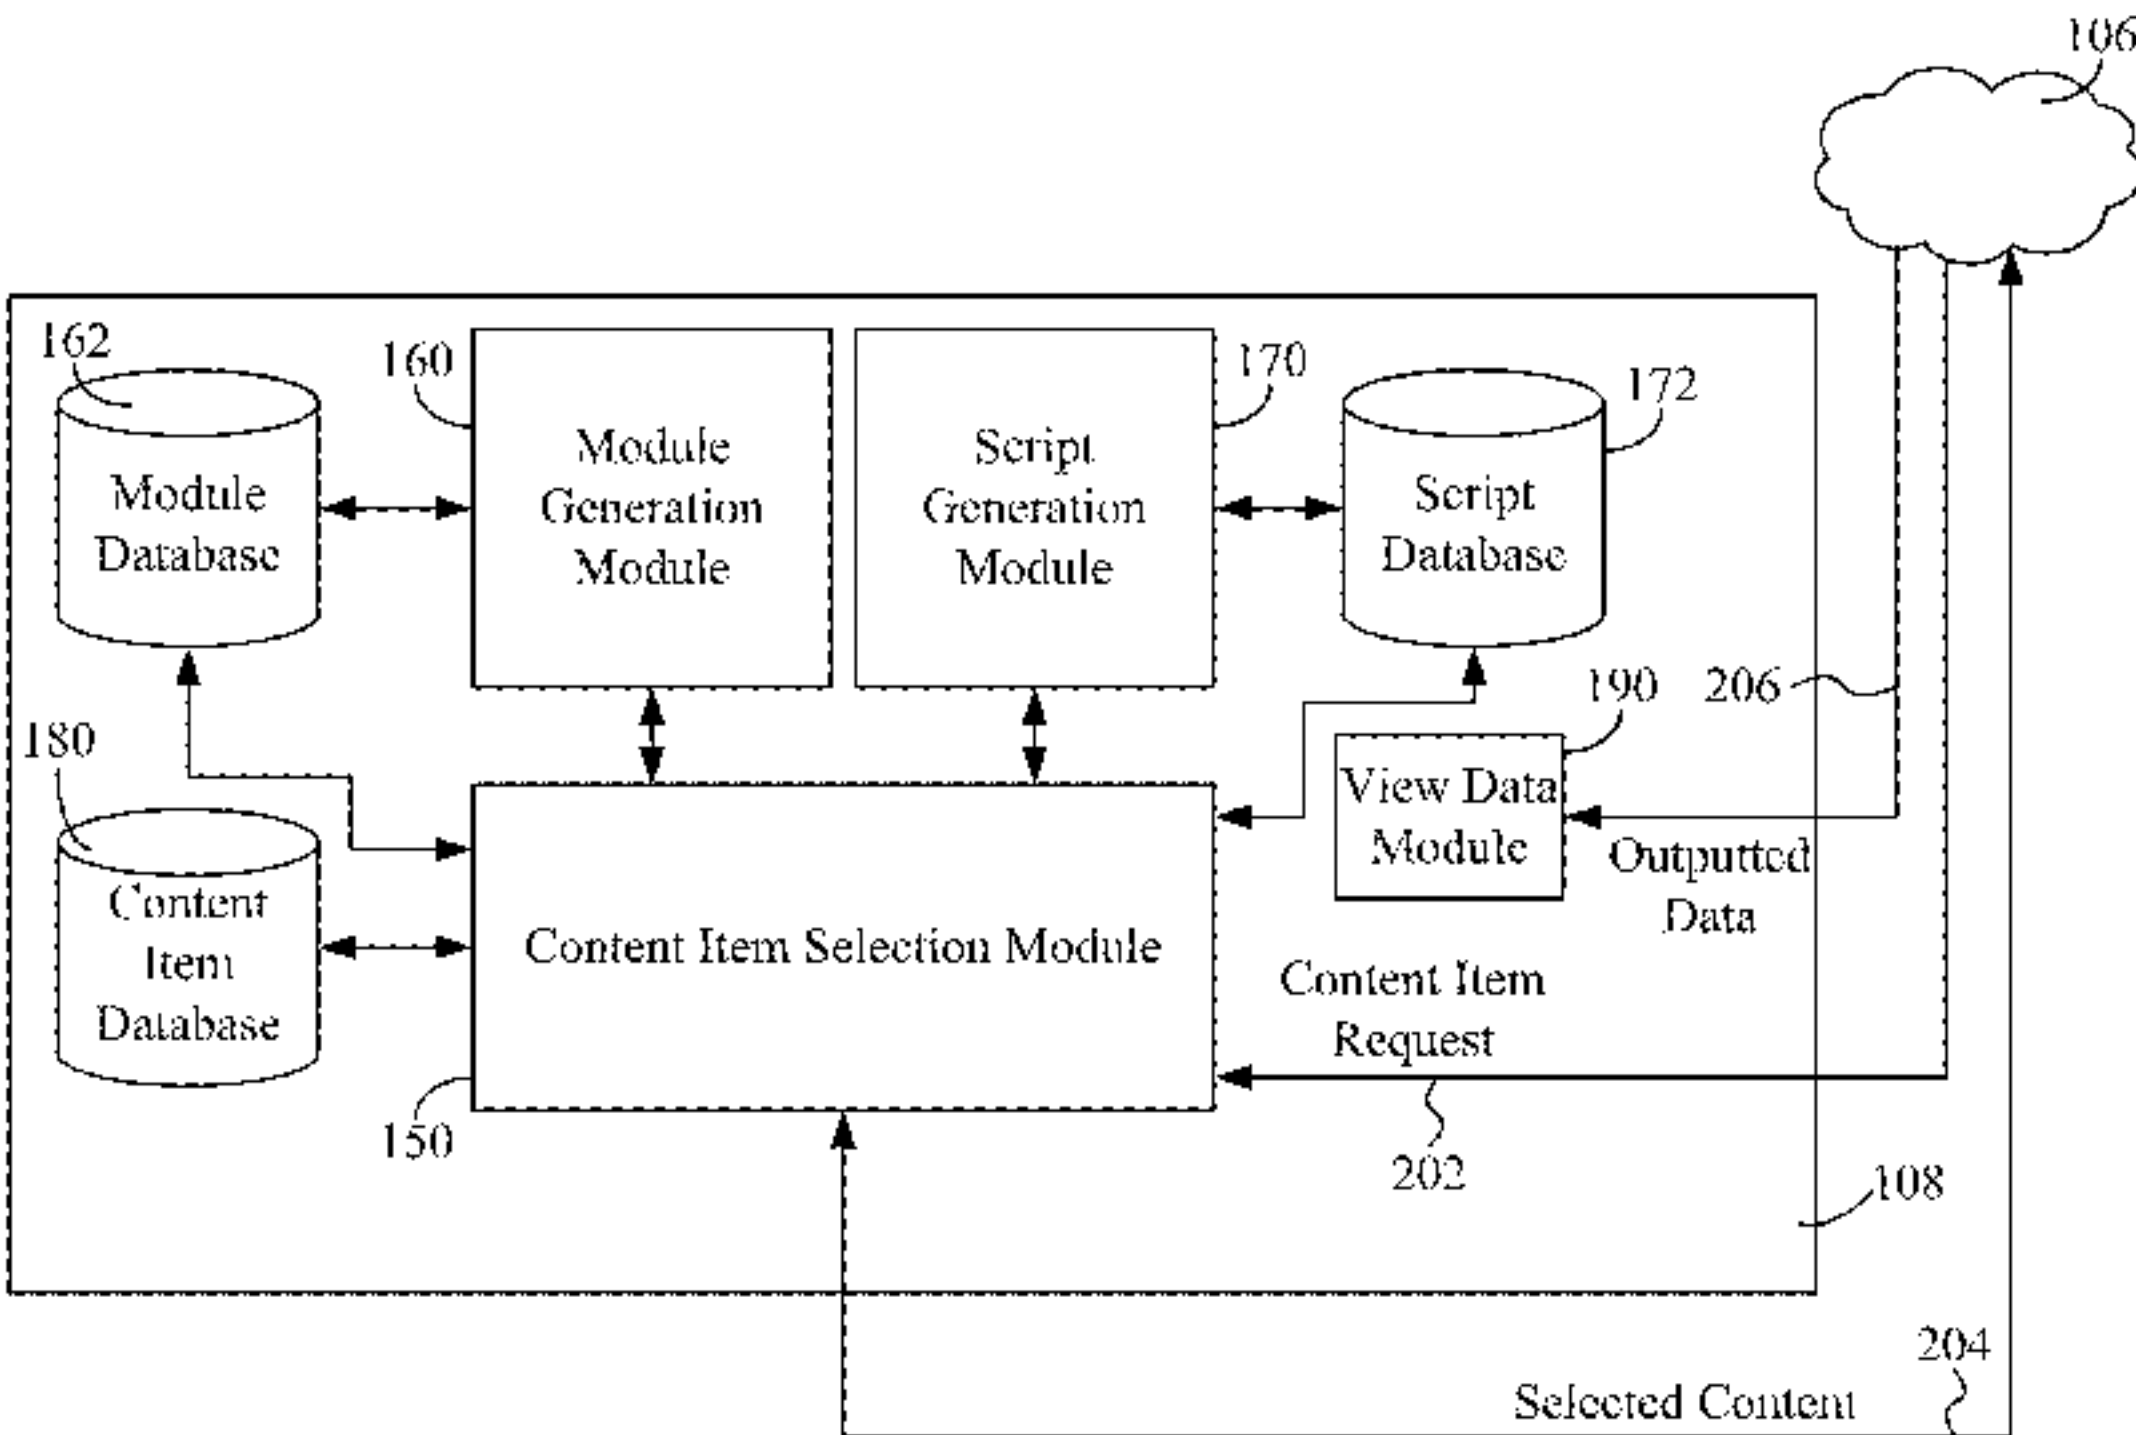 106
162
160
170
172
Module
Database
Module
Generation
Module
Script
Generation
Module
Script
Database
180
190
206
View Data
Module
Outputted
Data
Content
Item
Database
Content Item Selection Module
Content Item
Request
150
202
108
204
Selected Content